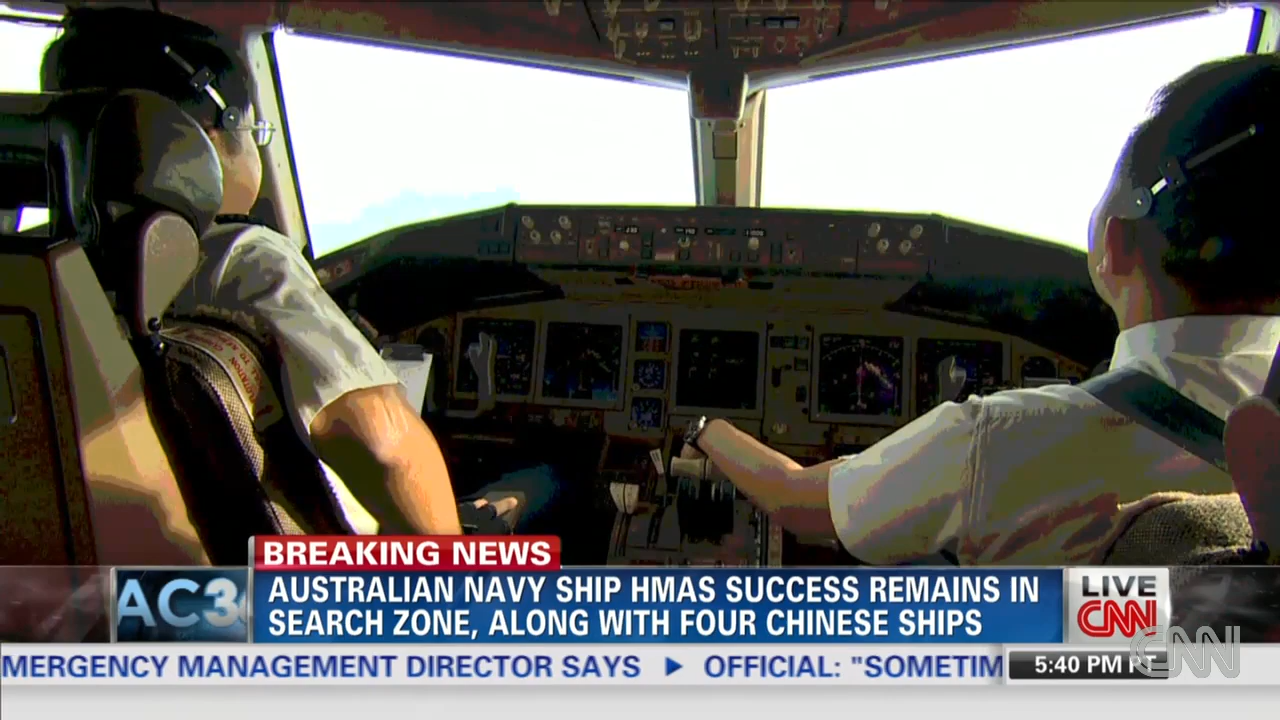 BREAKING NEWS
AC3
AUSTRALIAN NAVY SHIP HMAS SUCCESS REMAINS IN
SEARCH ZONE, ALONG WITH FOUR CHINESE SHIPS
LIVE
CNN
MERGENCY MANAGEMENT DIRECTOR SAYS ▶ OFFICIAL: "SOMETIM
5:40 PM PT
CNN